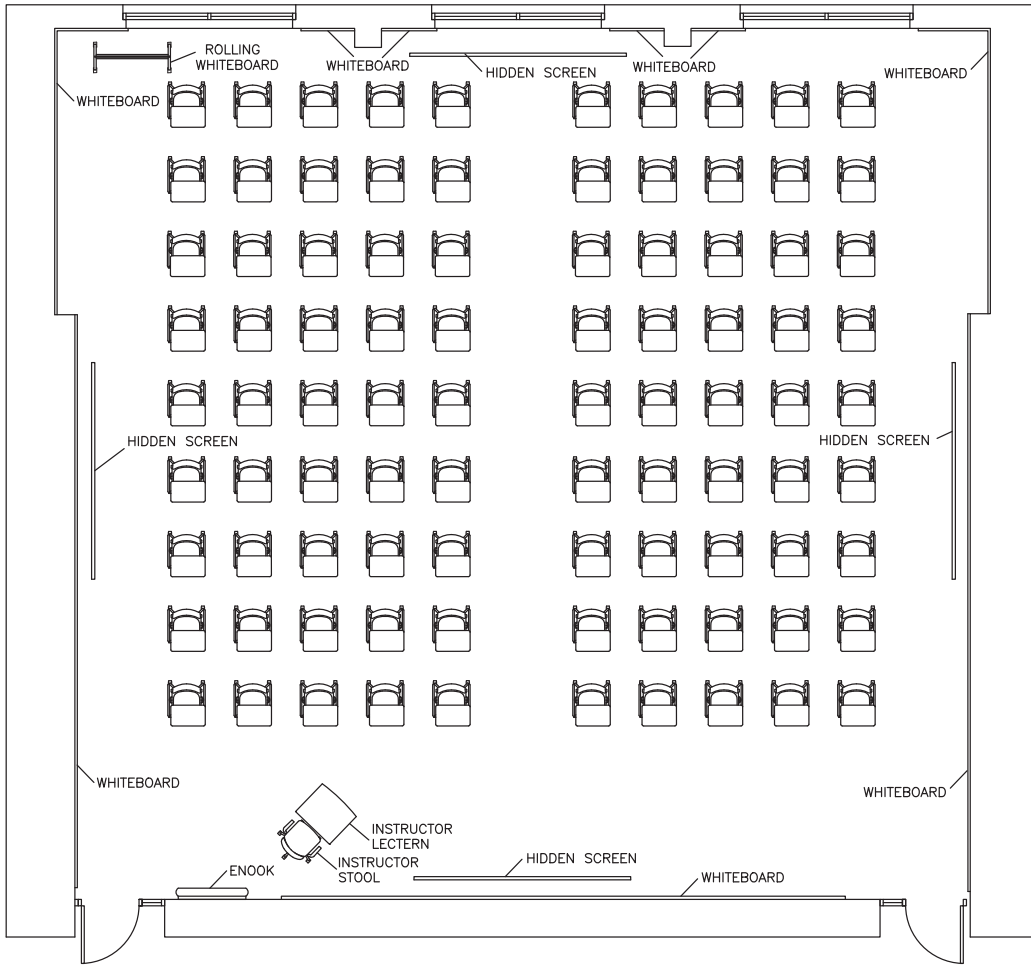 ROLLING
WHITEBOARD
WHITEBOARD
HIDDEN SCREEN
WHITEBOARD
WHITEBOARD
WHITEBOARD
HIDDEN SCREEN
HIDDEN SCREEN
WHITEBOARD
WHITEBOARD
INSTRUCTOR
LECTERN
INSTRUCTOR
STOOL
ENOOK
HIDDEN SCREEN
WHITEBOARD